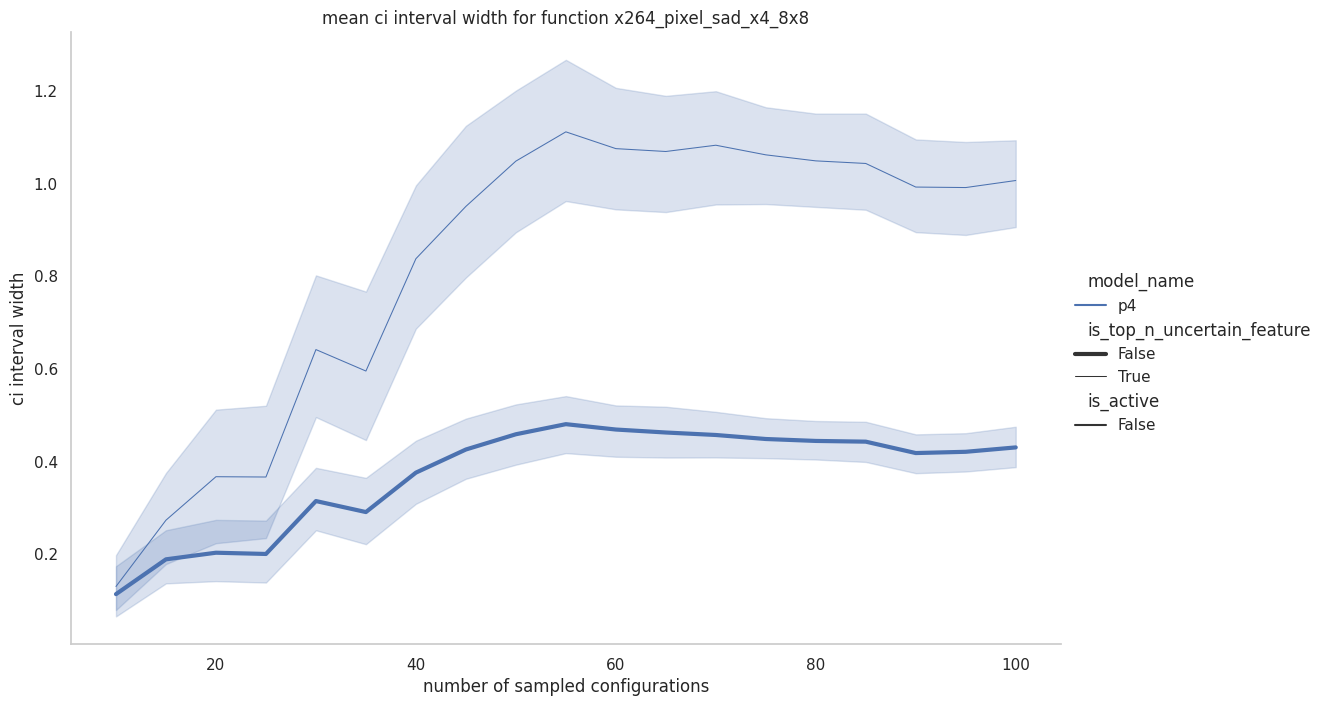 mean ci interval width for function x264_pixel_sad_x4_8x8
ci interval width
1.2
1.0
0.8
0.6
0.4
0.2
20
40
60
80
100
number of sampled configurations
model_name
p4
is_top_n_uncertain_feature
False
True
is_active
False